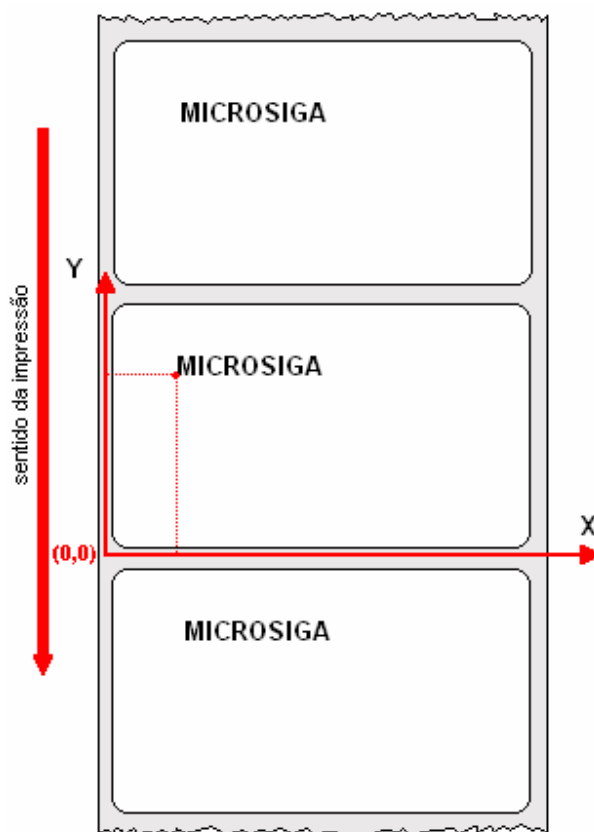 MICROSIGA
Y
MICROSIGA
sentido da impressão
X
(0,0)
MICROSIGA